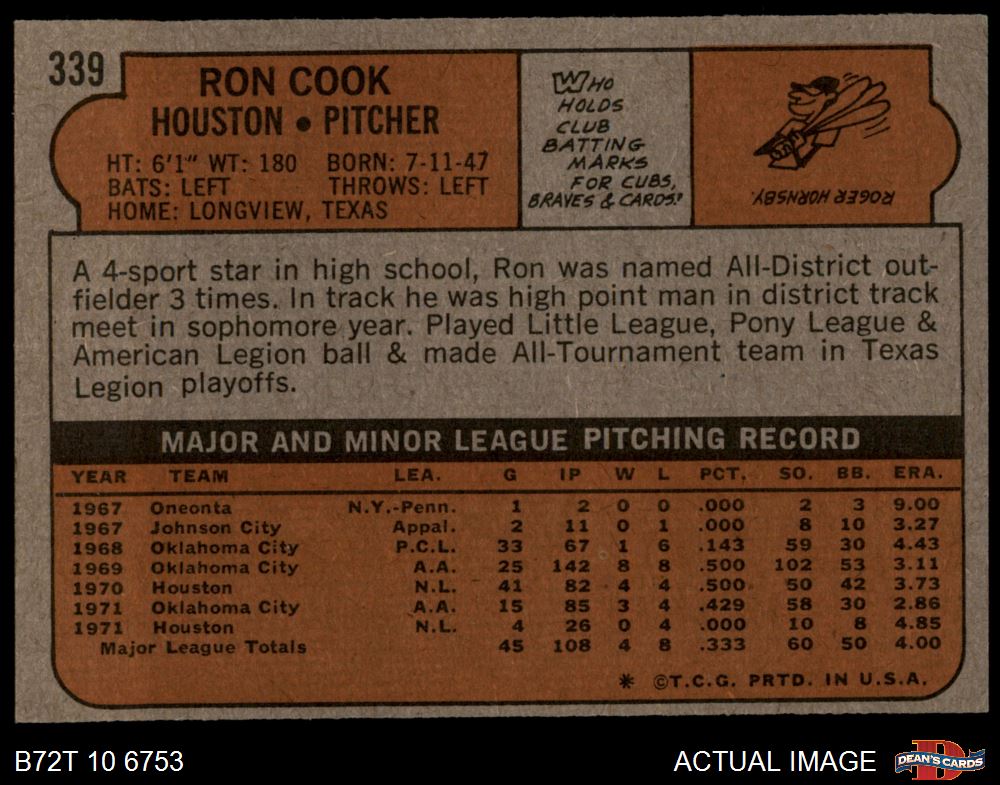 339
RON COOK
HOUSTON • PITCHER
HT: 6'1" WT: 180 BORN: 7-11-47
BATS: LEFT THROWS: LEFT
HOME: LONGVIEW, TEXAS
WHO
HOLDS
CLUB
BATTING
MARKS
FOR CUBS,
BRAVES & CARDS?
ROGER HORNSBY.
A 4-sport star in high school, Ron was named All-District out-
fielder 3 times. In track he was high point man in district track
meet in sophomore year. Played Little League, Pony League &
American Legion ball & made All-Tournament team in Texas
Legion playoffs.
MAJOR AND MINOR LEAGUE PITCHING RECORD
YEAR TEAM LEA. G IP W L PCT. SO. BB. ERA.
1967 Oneonta N.Y.-Penn. 1 2 0 0 .000 2 3 9.00
1967 Johnson City Appal. 2 11 0 1 .000 8 10 3.27
1968 Oklahoma City P.C.L. 33 67 1 6 .143 59 30 4.43
1969 Oklahoma City A.A. 25 142 8 8 .500 102 53 3.11
1970 Houston N.L. 41 82 4 4 .500 50 42 3.73
1971 Oklahoma City A.A. 15 85 3 4 .429 58 30 2.86
1971 Houston N.L. 4 26 0 4 .000 10 8 4.85
Major League Totals 45 108 4 8 .333 60 50 4.00
* ©T.C.G. PRTD. IN U.S.A.
B72T 10 6753 ACTUAL IMAGE DEAN'S CARDS